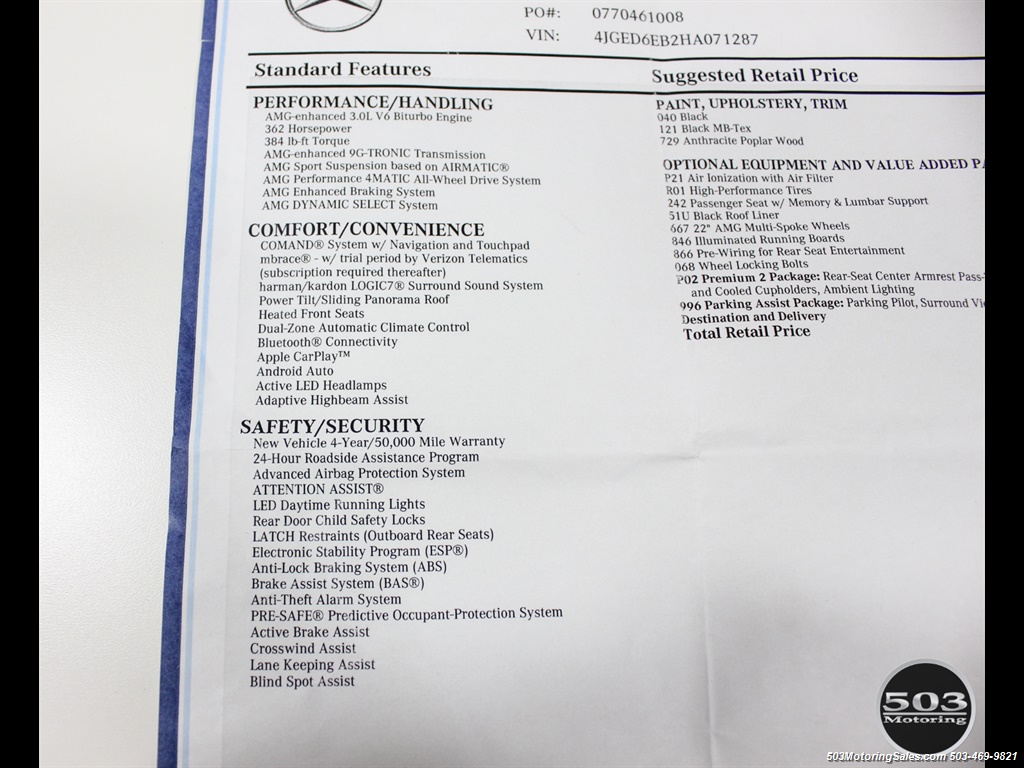 PO#: 0770461008
VIN: 4JGED6EB2HA071287
Standard Features
PERFORMANCE/HANDLING
AMG-enhanced 3.0L V6 Biturbo Engine
362 Horsepower
384 lb-ft Torque
AMG-enhanced 9G-TRONIC Transmission
AMG Sport Suspension based on AIRMATIC®
AMG Performance 4MATIC All-Wheel Drive System
AMG Enhanced Braking System
AMG DYNAMIC SELECT System
COMFORT/CONVENIENCE
COMAND® System w/ Navigation and Touchpad
mbrace® - w/ trial period by Verizon Telematics
(subscription required thereafter)
harman/kardon LOGIC7® Surround Sound System
Power Tilt/Sliding Panorama Roof
Heated Front Seats
Dual-Zone Automatic Climate Control
Bluetooth® Connectivity
Apple CarPlay™
Android Auto
Active LED Headlamps
Adaptive Highbeam Assist
SAFETY/SECURITY
New Vehicle 4-Year/50,000 Mile Warranty
24-Hour Roadside Assistance Program
Advanced Airbag Protection System
ATTENTION ASSIST®
LED Daytime Running Lights
Rear Door Child Safety Locks
LATCH Restraints (Outboard Rear Seats)
Electronic Stability Program (ESP®)
Anti-Lock Braking System (ABS)
Brake Assist System (BAS®)
Anti-Theft Alarm System
PRE-SAFE® Predictive Occupant-Protection System
Active Brake Assist
Crosswind Assist
Lane Keeping Assist
Blind Spot Assist
Suggested Retail Price
PAINT, UPHOLSTERY, TRIM
040 Black
121 Black MB-Tex
729 Anthracite Poplar Wood
OPTIONAL EQUIPMENT AND VALUE ADDED PA
P21 Air Ionization with Air Filter
R01 High-Performance Tires
242 Passenger Seat w/ Memory & Lumbar Support
51U Black Roof Liner
667 22" AMG Multi-Spoke Wheels
846 Illuminated Running Boards
866 Pre-Wiring for Rear Seat Entertainment
068 Wheel Locking Bolts
P02 Premium 2 Package: Rear-Seat Center Armrest Pass-
and Cooled Cupholders, Ambient Lighting
996 Parking Assist Package: Parking Pilot, Surround Vi
Destination and Delivery
Total Retail Price
503
Motoring
503MotoringSales.com 503-469-9821